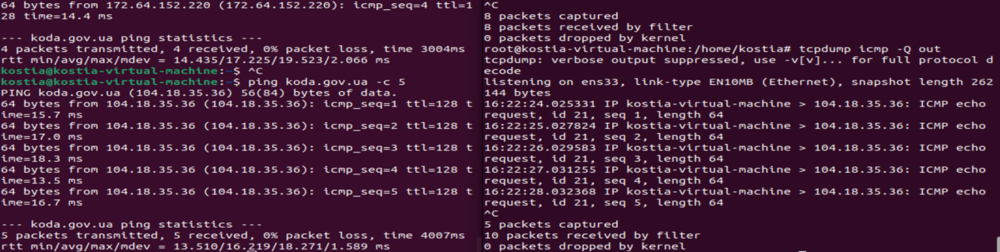 64 bytes from 172.64.152.220 (172.64.152.220): icmp_seq=4 ttl=1
28 time=14.4 ms

--- koda.gov.ua ping statistics ---
4 packets transmitted, 4 received, 0% packet loss, time 3004ms
rtt min/avg/max/mdev = 14.435/17.225/19.523/2.066 ms
kostia@kostia-virtual-machine:~$ ^C
kostia@kostia-virtual-machine:~$ ping koda.gov.ua -c 5
PING koda.gov.ua (104.18.35.36) 56(84) bytes of data.
64 bytes from 104.18.35.36 (104.18.35.36): icmp_seq=1 ttl=128 t
ime=15.7 ms
64 bytes from 104.18.35.36 (104.18.35.36): icmp_seq=2 ttl=128 t
ime=17.0 ms
64 bytes from 104.18.35.36 (104.18.35.36): icmp_seq=3 ttl=128 t
ime=18.3 ms
64 bytes from 104.18.35.36 (104.18.35.36): icmp_seq=4 ttl=128 t
ime=13.5 ms
64 bytes from 104.18.35.36 (104.18.35.36): icmp_seq=5 ttl=128 t
ime=16.7 ms

--- koda.gov.ua ping statistics ---
5 packets transmitted, 5 received, 0% packet loss, time 4007ms
rtt min/avg/max/mdev = 13.510/16.219/18.271/1.589 ms
^C
8 packets captured
8 packets received by filter
0 packets dropped by kernel
root@kostia-virtual-machine:/home/kostia# tcpdump icmp -Q out
tcpdump: verbose output suppressed, use -v[v]... for full protocol d
ecode
listening on ens33, link-type EN10MB (Ethernet), snapshot length 262
144 bytes
16:22:24.025331 IP kostia-virtual-machine > 104.18.35.36: ICMP echo
request, id 21, seq 1, length 64
16:22:25.027824 IP kostia-virtual-machine > 104.18.35.36: ICMP echo
request, id 21, seq 2, length 64
16:22:26.029583 IP kostia-virtual-machine > 104.18.35.36: ICMP echo
request, id 21, seq 3, length 64
16:22:27.031255 IP kostia-virtual-machine > 104.18.35.36: ICMP echo
request, id 21, seq 4, length 64
16:22:28.032368 IP kostia-virtual-machine > 104.18.35.36: ICMP echo
request, id 21, seq 5, length 64
^C
5 packets captured
10 packets received by filter
0 packets dropped by kernel